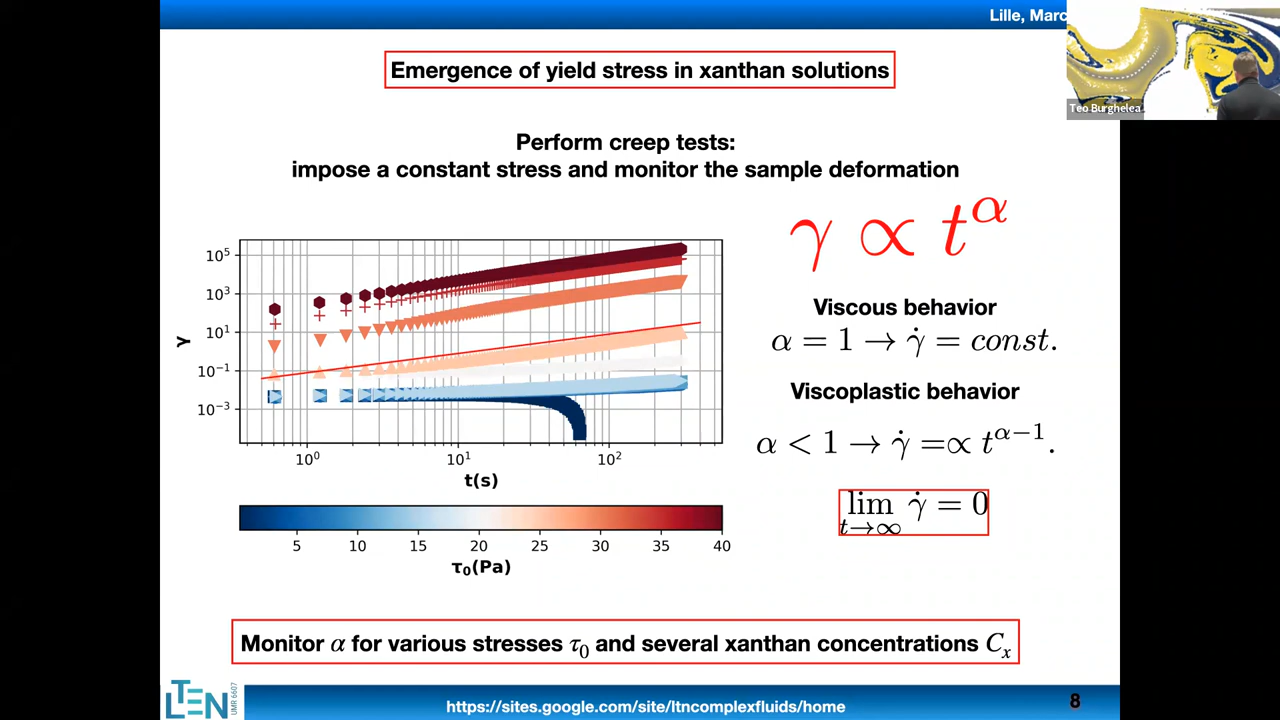 Lille, Marc
Teo Burghelea
Emergence of yield stress in xanthan solutions
Perform creep tests:
impose a constant stress and monitor the sample deformation
γ ∝ t^α
10^5
10^3
10^1
10^−1
10^−3
γ
10^0 10^1 10^2
t(s)
5 10 15 20 25 30 35 40
τ_0(Pa)
Viscous behavior
α = 1 → γ̇ = const.
Viscoplastic behavior
α < 1 → γ̇ =∝ t^{α−1}.
lim γ̇ = 0
t→∞
Monitor α for various stresses τ_0 and several xanthan concentrations C_x
LTEN
UMR 6607
https://sites.google.com/site/ltncomplexfluids/home
8